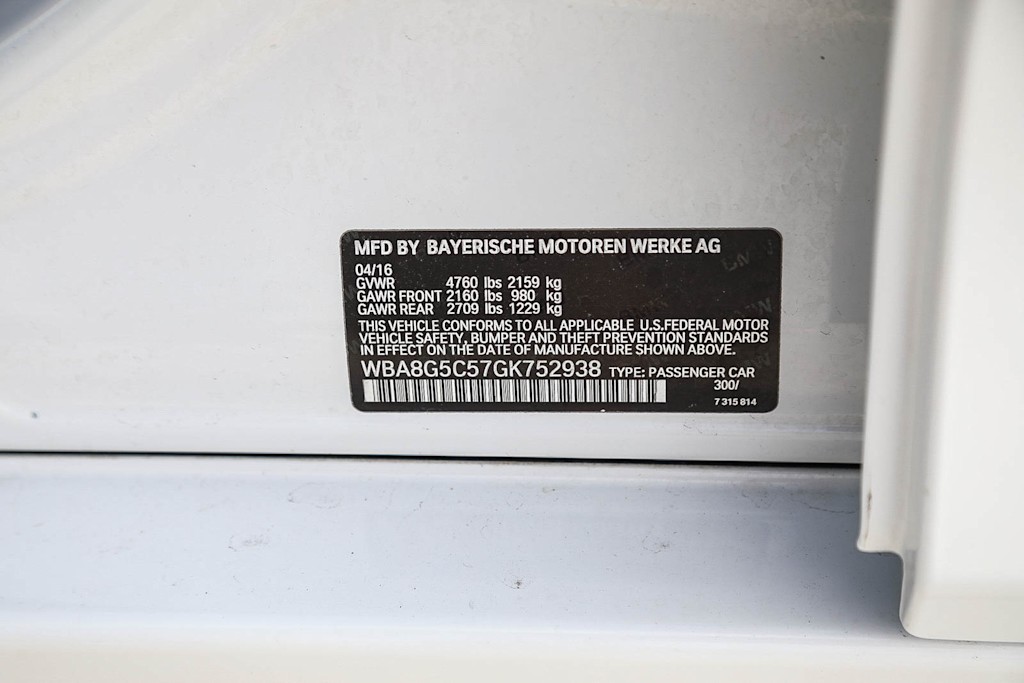 MFD BY BAYERISCHE MOTOREN WERKE AG
04/16
GVWR 4760 lbs 2159 kg
GAWR FRONT 2160 lbs 980 kg
GAWR REAR 2709 lbs 1229 kg
THIS VEHICLE CONFORMS TO ALL APPLICABLE U.S.FEDERAL MOTOR
VEHICLE SAFETY, BUMPER AND THEFT PREVENTION STANDARDS
IN EFFECT ON THE DATE OF MANUFACTURE SHOWN ABOVE.
WBA8G5C57GK752938 TYPE: PASSENGER CAR
300/
7 315 814